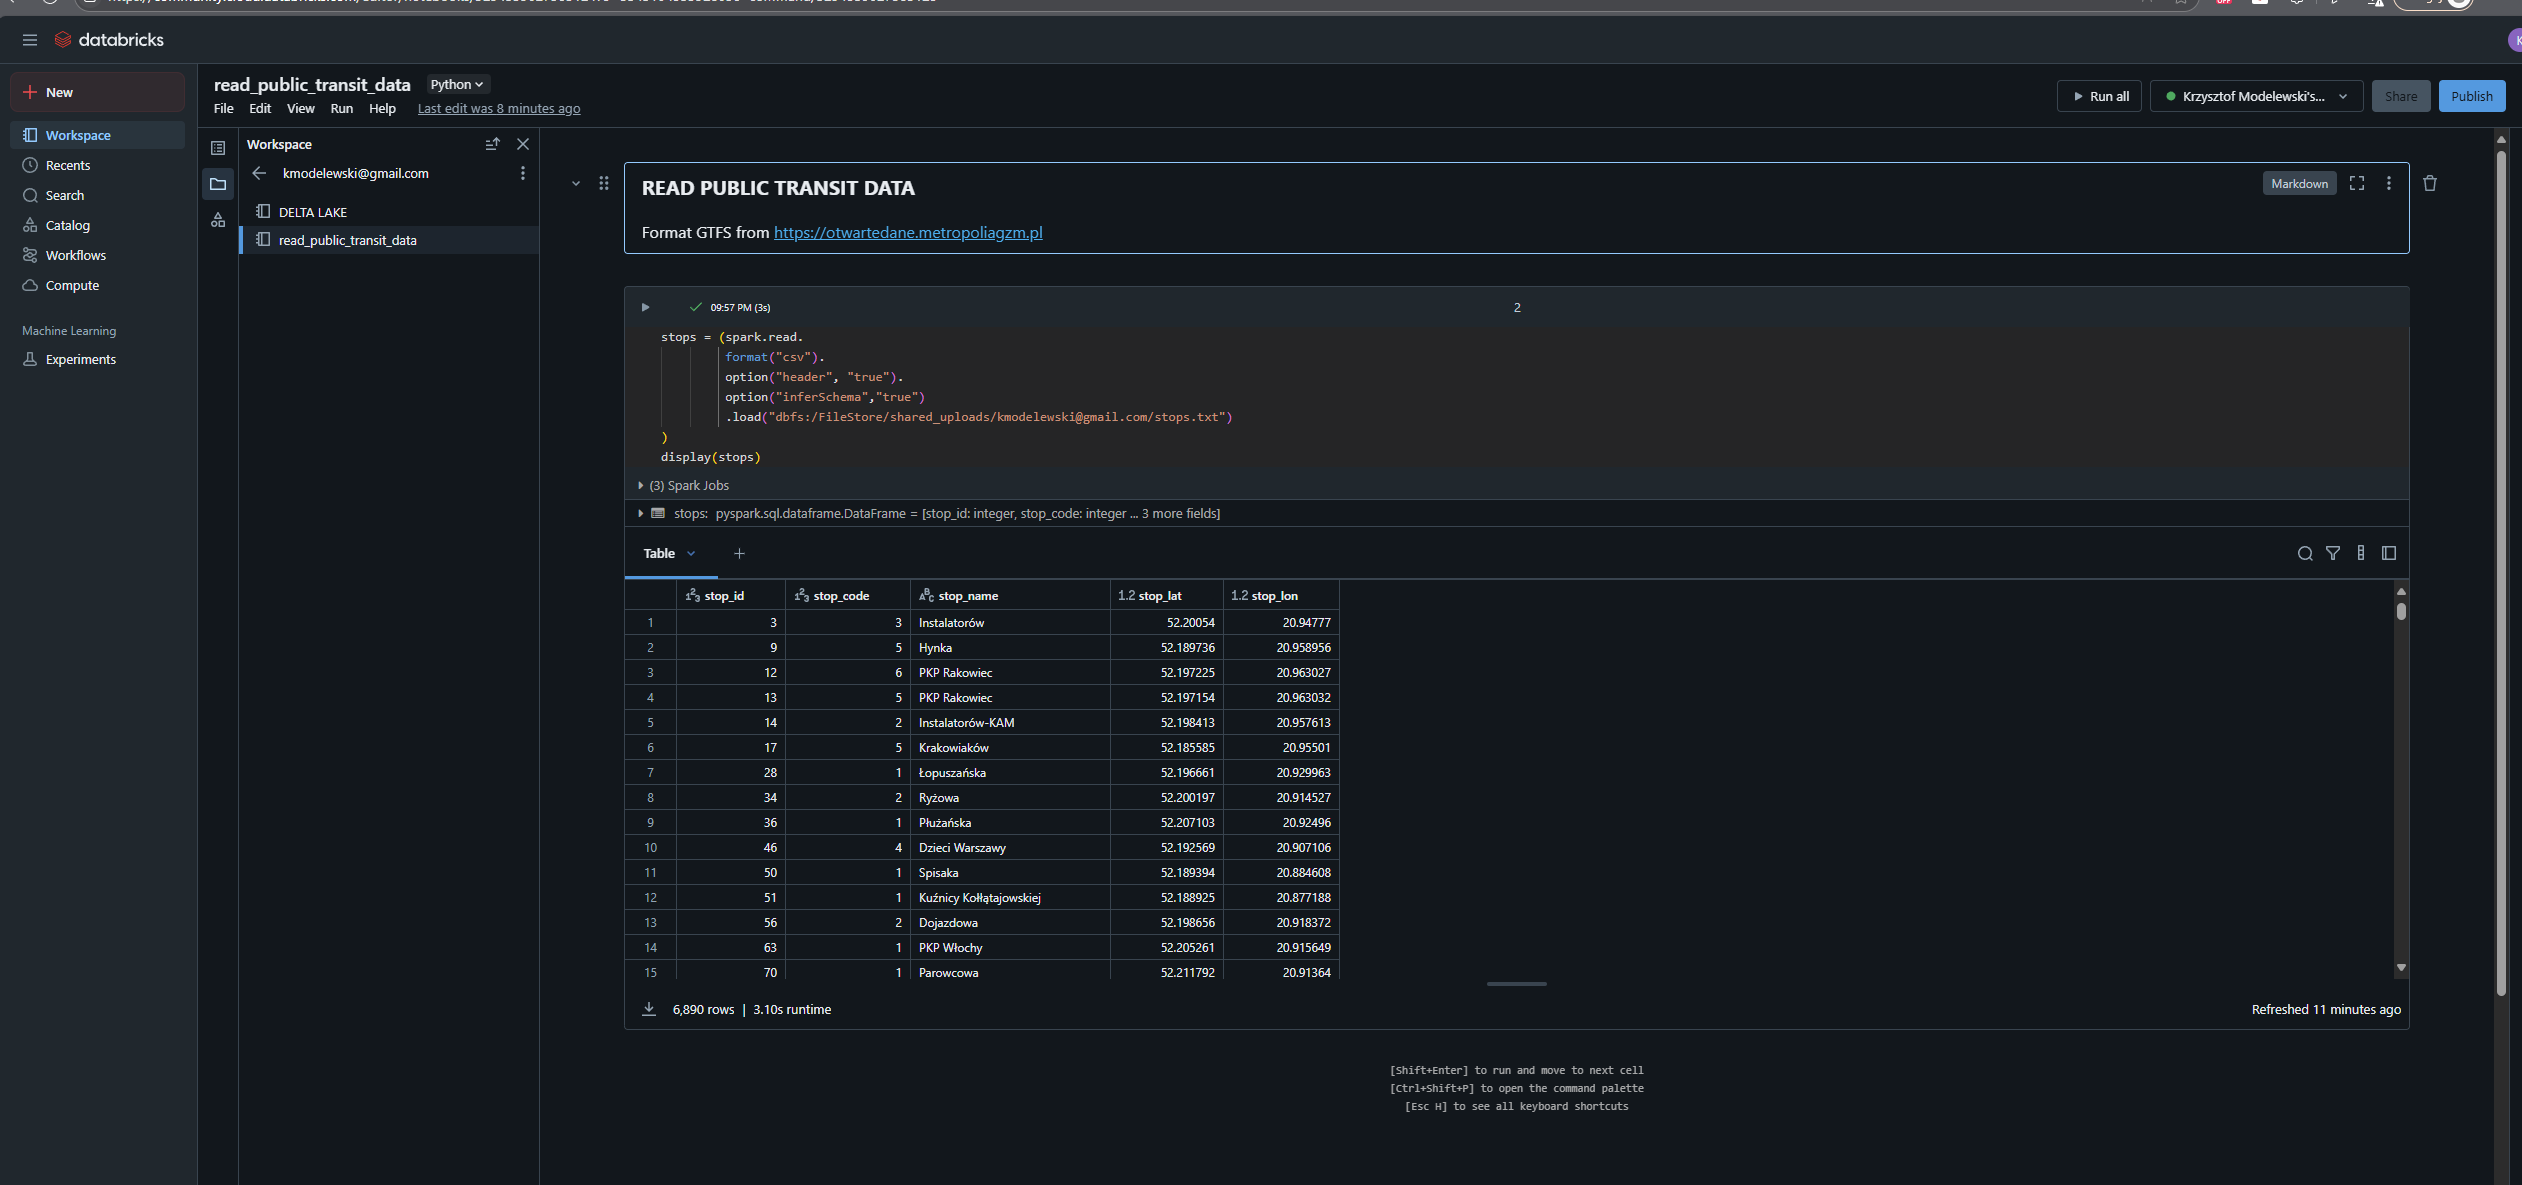 databricks
New
Workspace
Recents
Search
Catalog
Workflows
Compute
Machine Learning
Experiments
read_public_transit_data
Python
File Edit View Run Help Last edit was 8 minutes ago
Run all
Krzysztof Modelewski's...
Share
Publish
Workspace
kmodelewski@gmail.com
DELTA LAKE
read_public_transit_data
READ PUBLIC TRANSIT DATA
Markdown
Format GTFS from https://otwartedane.metropoliagzm.pl
09:57 PM (3s)
2
stops = (spark.read.
format("csv").
option("header", "true").
option("inferSchema","true")
.load("dbfs:/FileStore/shared_uploads/kmodelewski@gmail.com/stops.txt")
)
display(stops)
(3) Spark Jobs
stops: pyspark.sql.dataframe.DataFrame = [stop_id: integer, stop_code: integer ... 3 more fields]
Table
stop_id stop_code stop_name 1.2 stop_lat 1.2 stop_lon
1 3 3 Instalatorów 52.20054 20.94777
2 9 5 Hynka 52.189736 20.958956
3 12 6 PKP Rakowiec 52.197225 20.963027
4 13 5 PKP Rakowiec 52.197154 20.963032
5 14 2 Instalatorów-KAM 52.198413 20.957613
6 17 5 Krakowiaków 52.185585 20.95501
7 28 1 Łopuszańska 52.196661 20.929963
8 34 2 Ryżowa 52.200197 20.914527
9 36 1 Płużańska 52.207103 20.92496
10 46 4 Dzieci Warszawy 52.192569 20.907106
11 50 1 Spisaka 52.189394 20.884608
12 51 1 Kuźnicy Kołłątajowskiej 52.188925 20.877188
13 56 2 Dojazdowa 52.198656 20.918372
14 63 1 PKP Włochy 52.205261 20.915649
15 70 1 Parowcowa 52.211792 20.91364
6,890 rows | 3.10s runtime
Refreshed 11 minutes ago
[Shift+Enter] to run and move to next cell
[Ctrl+Shift+P] to open the command palette
[Esc H] to see all keyboard shortcuts